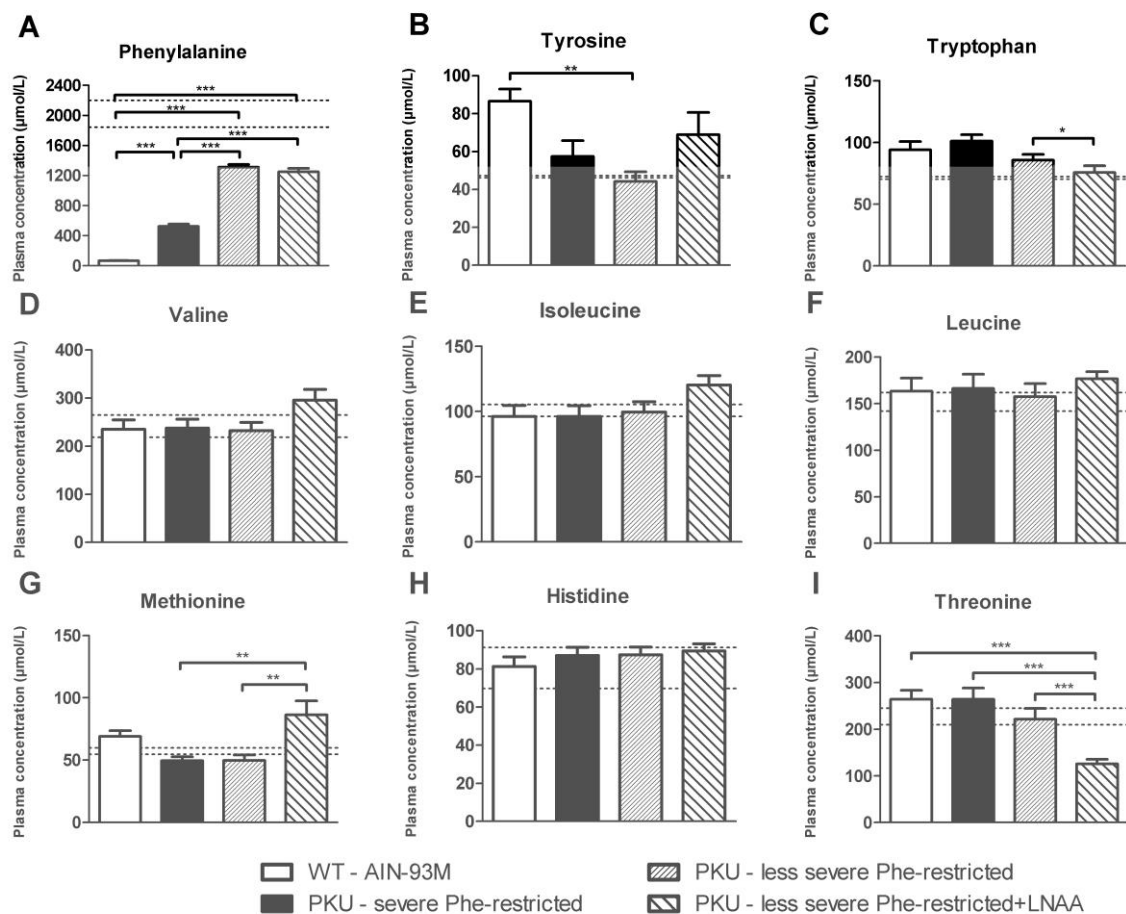 A
Phenylalanine
Plasma concentration (µmol/L)
2400
2000
1600
1200
800
400
0
***
***
***
***
***
B
Tyrosine
Plasma concentration (µmol/L)
100
80
60
40
20
0
**
C
Tryptophan
Plasma concentration (µmol/L)
150
100
50
0
*
D
Valine
Plasma concentration (µmol/L)
400
300
200
100
0
E
Isoleucine
Plasma concentration (µmol/L)
150
100
50
0
F
Leucine
Plasma concentration (µmol/L)
200
150
100
50
0
G
Methionine
Plasma concentration (µmol/L)
150
100
50
0
**
**
H
Histidine
Plasma concentration (µmol/L)
100
80
60
40
20
0
I
Threonine
Plasma concentration (µmol/L)
400
300
200
100
0
***
***
***
WT - AIN-93M
PKU - severe Phe-restricted
PKU - less severe Phe-restricted
PKU - less severe Phe-restricted+LNAA